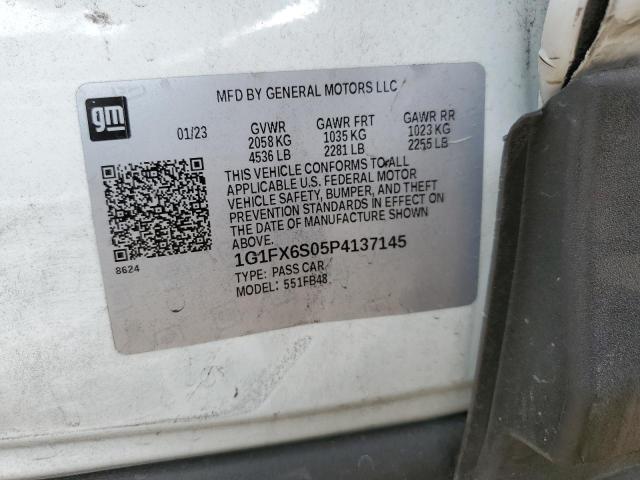 MFD BY GENERAL MOTORS LLC
gm
01/23 GVWR GAWR FRT GAWR RR
2058 KG 1035 KG 1023 KG
4536 LB 2281 LB 2255 LB
THIS VEHICLE CONFORMS TO ALL
APPLICABLE U.S. FEDERAL MOTOR
VEHICLE SAFETY, BUMPER, AND THEFT
PREVENTION STANDARDS IN EFFECT ON
THE DATE OF MANUFACTURE SHOWN
ABOVE.
8624
1G1FX6S05P4137145
TYPE: PASS CAR
MODEL: 551FB48